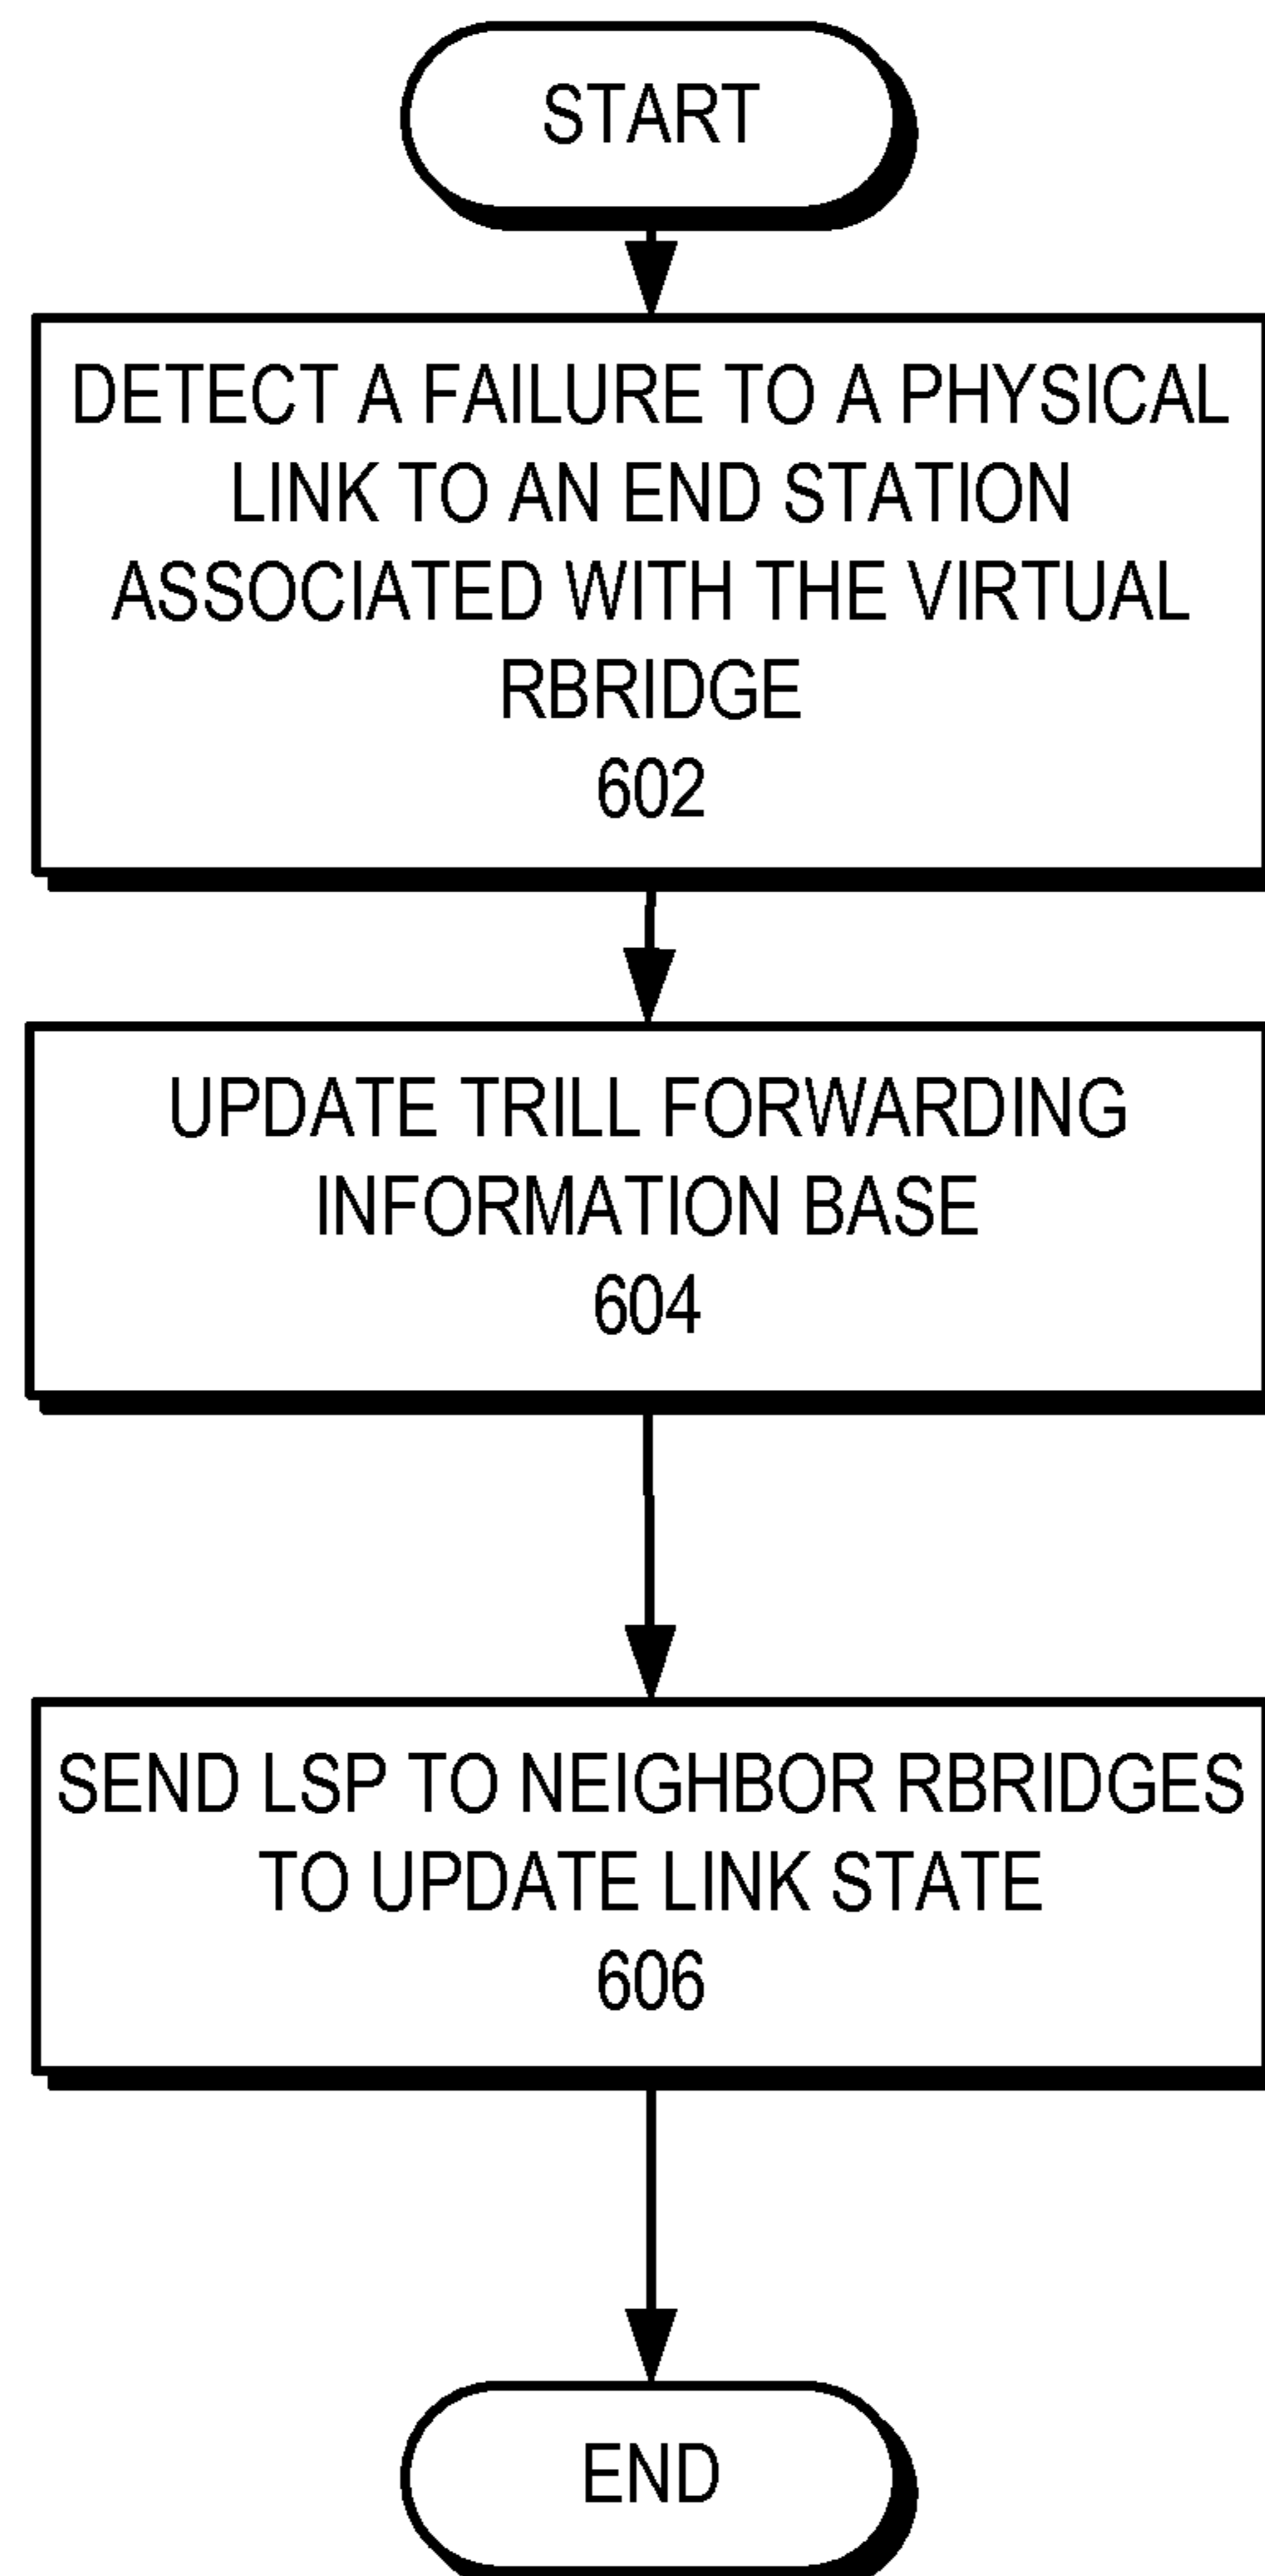 START
DETECT A FAILURE TO A PHYSICAL
LINK TO AN END STATION
ASSOCIATED WITH THE VIRTUAL
RBRIDGE
602
UPDATE TRILL FORWARDING
INFORMATION BASE
604
SEND LSP TO NEIGHBOR RBRIDGES
TO UPDATE LINK STATE
606
END